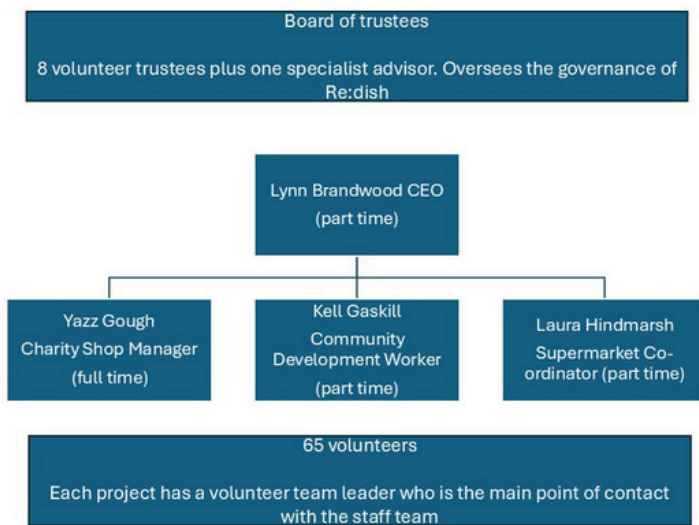 Board of trustees
8 volunteer trustees plus one specialist advisor. Oversees the governance of
Re:dish
Lynn Brandwood CEO
(part time)
Yazz Gough
Charity Shop Manager
(full time)
Kell Gaskill
Community
Development Worker
(part time)
Laura Hindmarsh
Supermarket Co-
ordinator (part time)
65 volunteers
Each project has a volunteer team leader who is the main point of contact
with the staff team